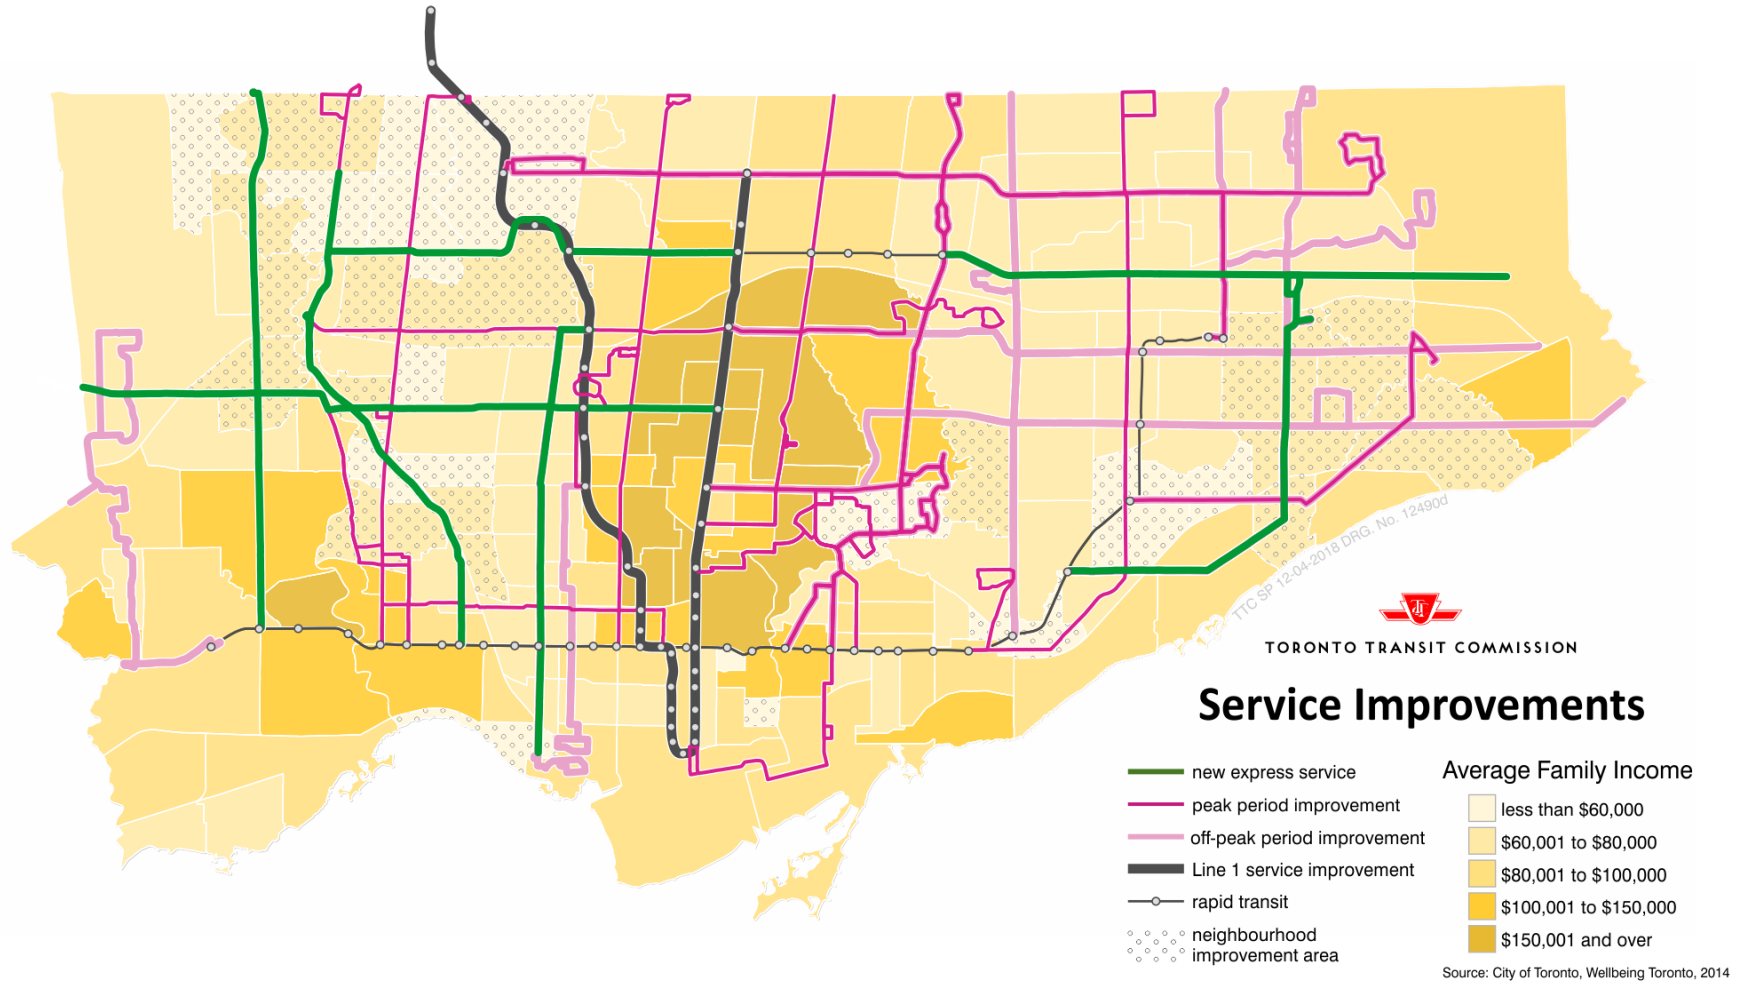 TTC SP 12-04-2018 DRG. No. 12490d
TTC
TORONTO TRANSIT COMMISSION
Service Improvements
new express service
peak period improvement
off-peak period improvement
Line 1 service improvement
rapid transit
neighbourhood
improvement area
Average Family Income
less than $60,000
$60,001 to $80,000
$80,001 to $100,000
$100,001 to $150,000
$150,001 and over
Source: City of Toronto, Wellbeing Toronto, 2014